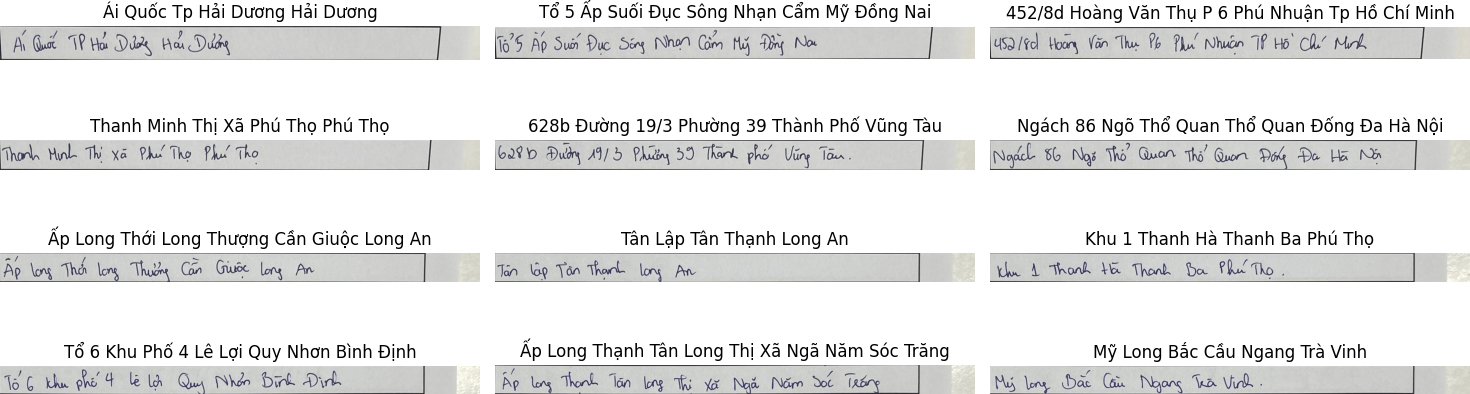 Ái Quốc Tp Hải Dương Hải Dương
Ái Quốc TP Hải Dương Hải Dương
Tổ 5 Ấp Suối Đục Sông Nhạn Cẩm Mỹ Đồng Nai
Tổ 5 Ấp Suối Đục Sông Nhạn Cẩm Mỹ Đồng Nai
452/8d Hoàng Văn Thụ P 6 Phú Nhuận Tp Hồ Chí Minh
452/8d Hoàng Văn Thụ P6 Phú Nhuận TP Hồ Chí Minh
Thanh Minh Thị Xã Phú Thọ Phú Thọ
Thanh Minh Thị Xã Phú Thọ Phú Thọ
628b Đường 19/3 Phường 39 Thành Phố Vũng Tàu
628b Đường 19/3 Phường 39 Thành phố Vũng Tàu.
Ngách 86 Ngõ Thổ Quan Thổ Quan Đống Đa Hà Nội
Ngách 86 Ngõ Thổ Quan Thổ Quan Đống Đa Hà Nội
Ấp Long Thới Long Thượng Cần Giuộc Long An
Ấp long Thới long Thượng Cần Giuộc long An
Tân Lập Tân Thạnh Long An
Tân lập Tân Thạnh long An
Khu 1 Thanh Hà Thanh Ba Phú Thọ
Khu 1 Thanh Hà Thanh Ba Phú Thọ.
Tổ 6 Khu Phố 4 Lê Lợi Quy Nhơn Bình Định
Tổ 6 khu phố 4 lê lợi Quy Nhơn Bình Định
Ấp Long Thạnh Tân Long Thị Xã Ngã Năm Sóc Trăng
Ấp long Thạnh Tân long Thị xã Ngã Năm Sóc Trăng
Mỹ Long Bắc Cầu Ngang Trà Vinh
Mỹ long Bắc Cầu Ngang Trà Vinh.